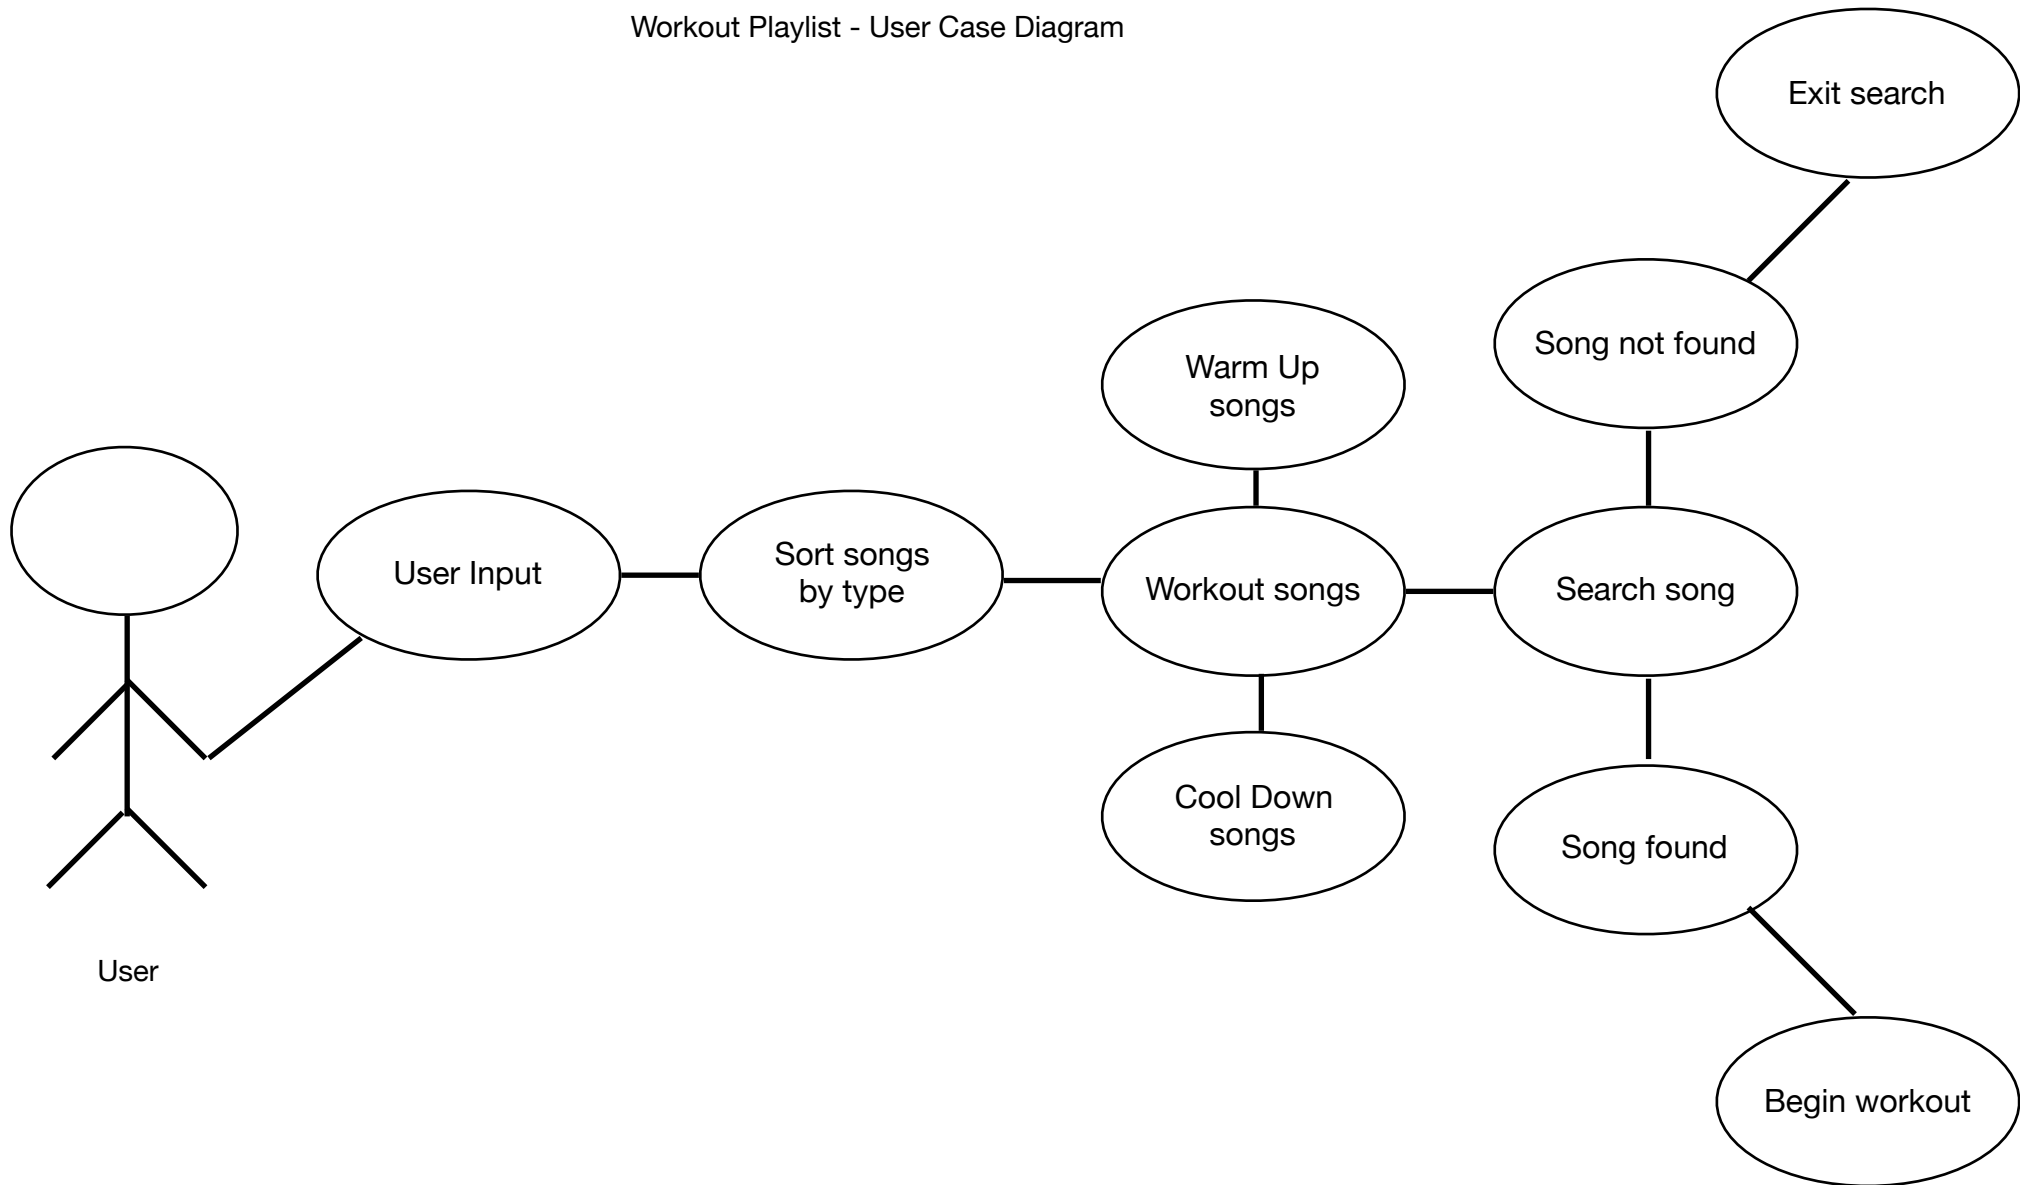 Workout Playlist - User Case Diagram
Exit search
Song not found
Warm Up
songs
User Input
Sort songs
by type
Workout songs
Search song
Cool Down
songs
Song found
User
Begin workout